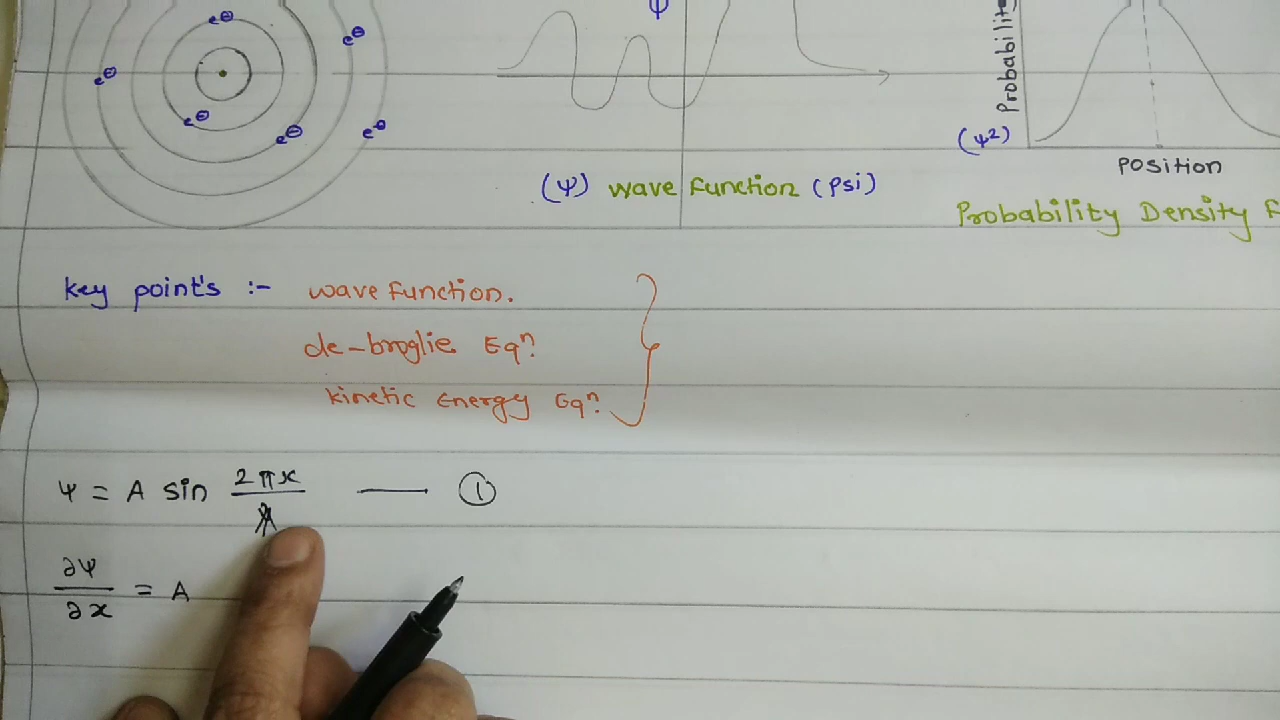 e⊖
e⊖
e⊖
e⊖
e⊖
e⊖
ψ
(ψ) wave function (psi)
Probability
(ψ2)
Position
Probability Density F
key point's :- wave function.
de-broglie Eqⁿ.
kinetic Energy Eqⁿ.
ψ = A sin 2πx/λ —— ①
∂ψ/∂x = A